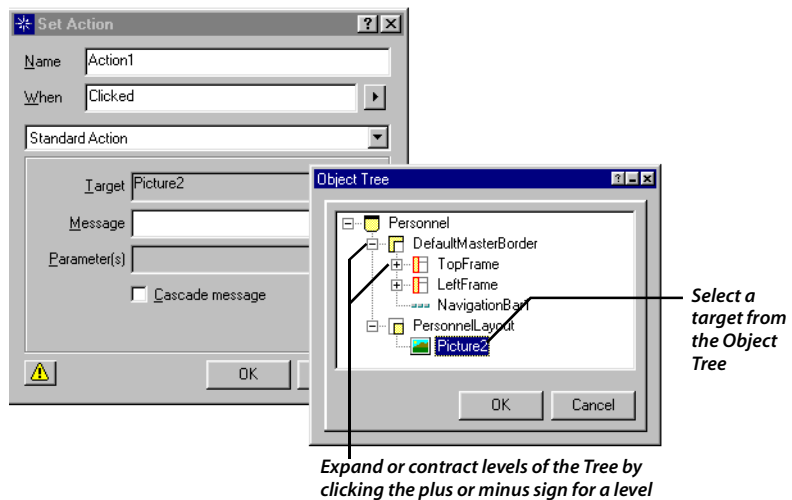 Set Action
Name Action1
When Clicked
Standard Action
Target Picture2
Message
Parameter(s)
Cascade message
OK
Object Tree
Personnel
DefaultMasterBorder
TopFrame
LeftFrame
NavigationBar1
PersonnelLayout
Picture2
OK Cancel
Select a
target from
the Object
Tree
Expand or contract levels of the Tree by
clicking the plus or minus sign for a level